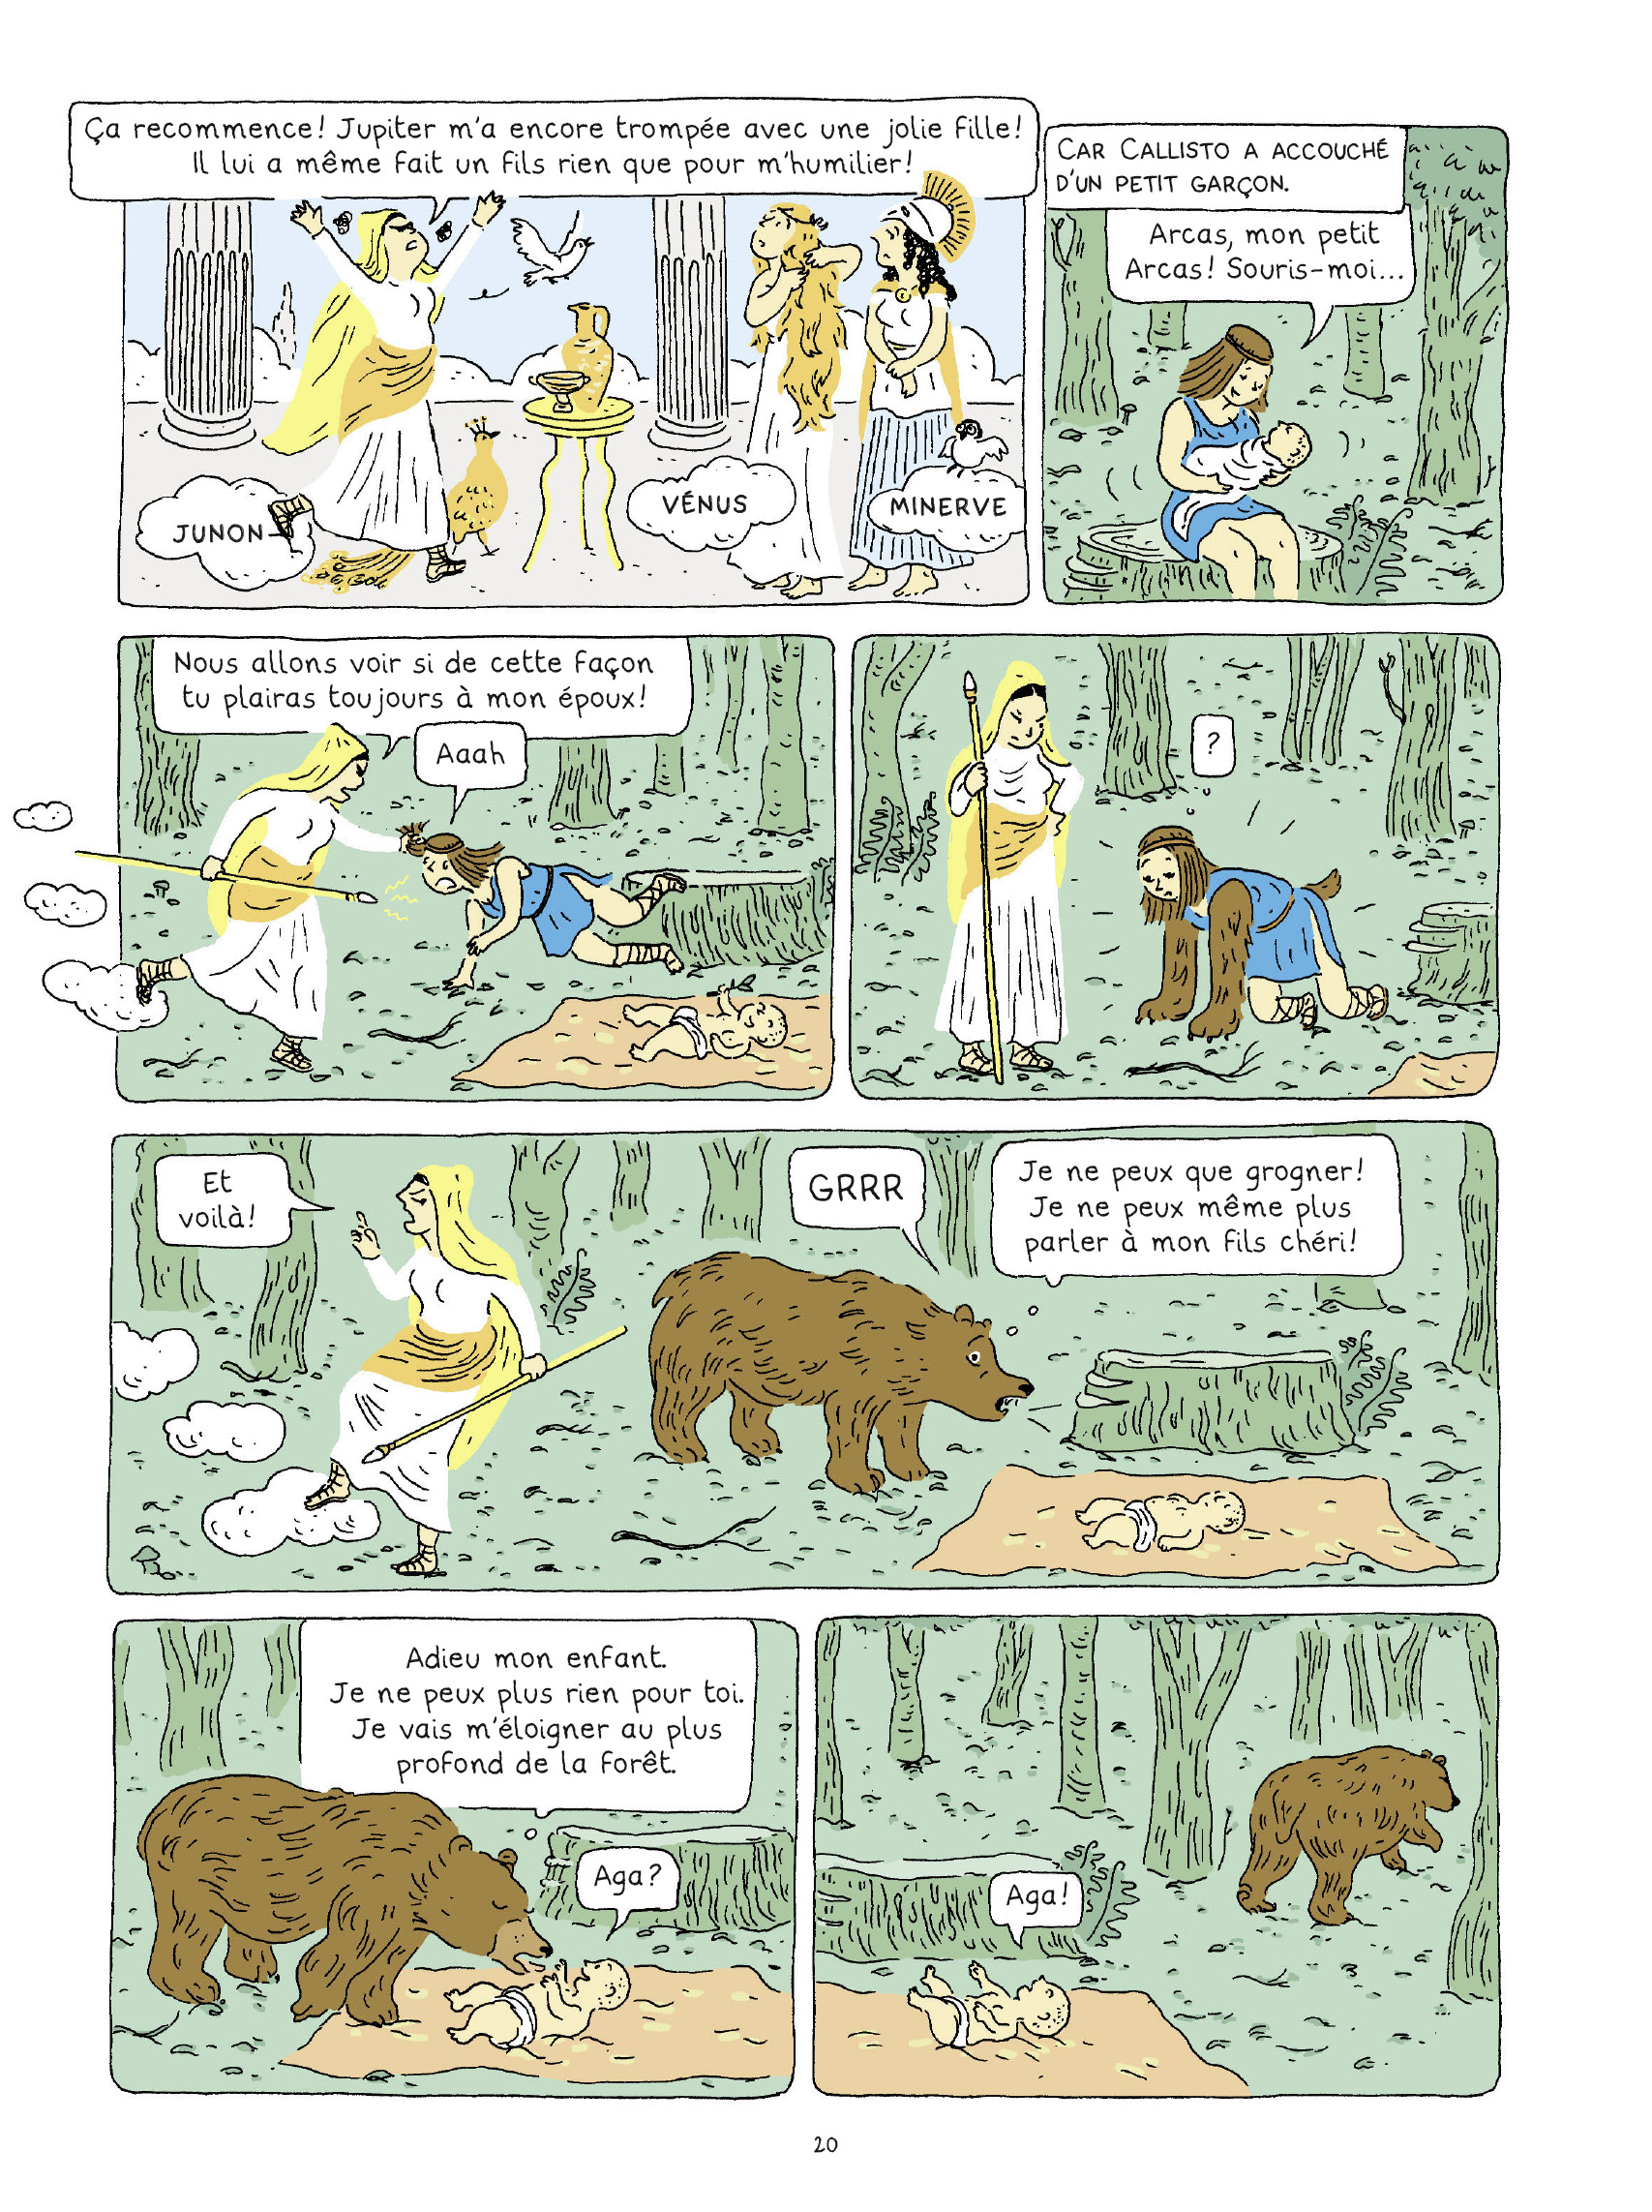 Ça recommence! Jupiter m'a encore trompée avec une jolie fille!
Il lui a même fait un fils rien que pour m'humilier!
JUNON
VÉNUS
MINERVE
CAR CALLISTO A ACCOUCHÉ
D'UN PETIT GARÇON.
Arcas, mon petit
Arcas! Souris-moi...
Nous allons voir si de cette façon
tu plairas toujours à mon époux!
Aaah
?
Et
voilà!
GRRR
Je ne peux que grogner!
Je ne peux même plus
parler à mon fils chéri!
Adieu mon enfant.
Je ne peux plus rien pour toi.
Je vais m'éloigner au plus
profond de la forêt.
Aga?
Aga!
20